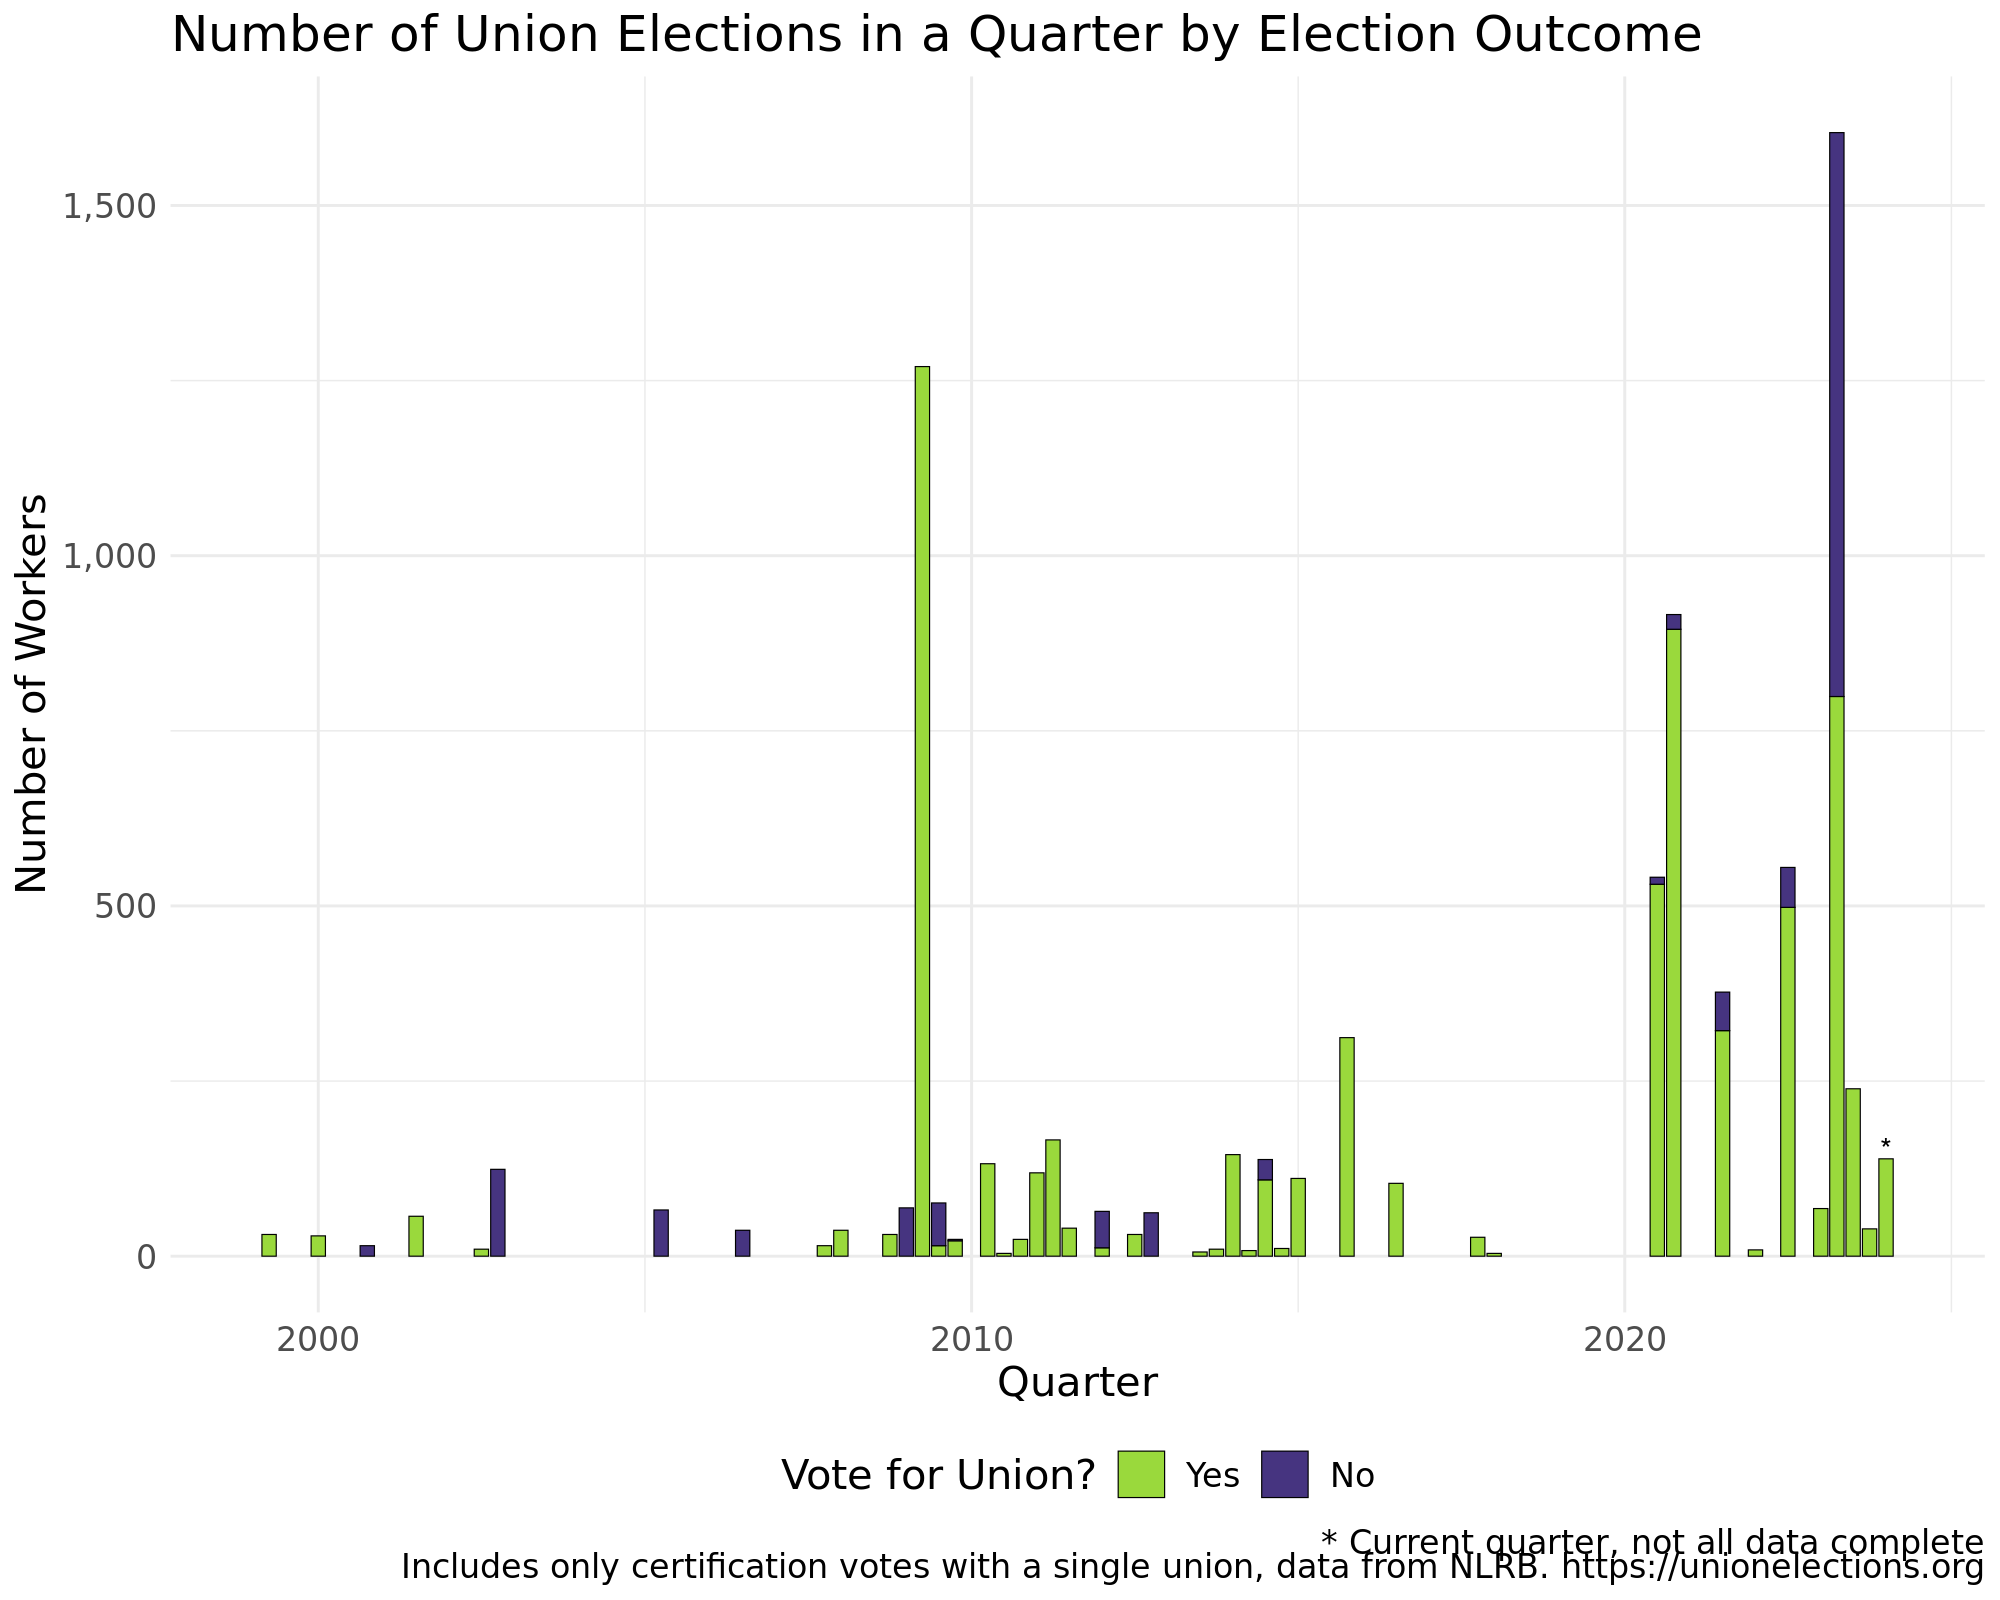 Number of Union Elections in a Quarter by Election Outcome
Number of Workers
1,500
1,000
500
0
*
2000 2010 2020
Quarter
Vote for Union? Yes No
* Current quarter, not all data complete
Includes only certification votes with a single union, data from NLRB. https://unionelections.org